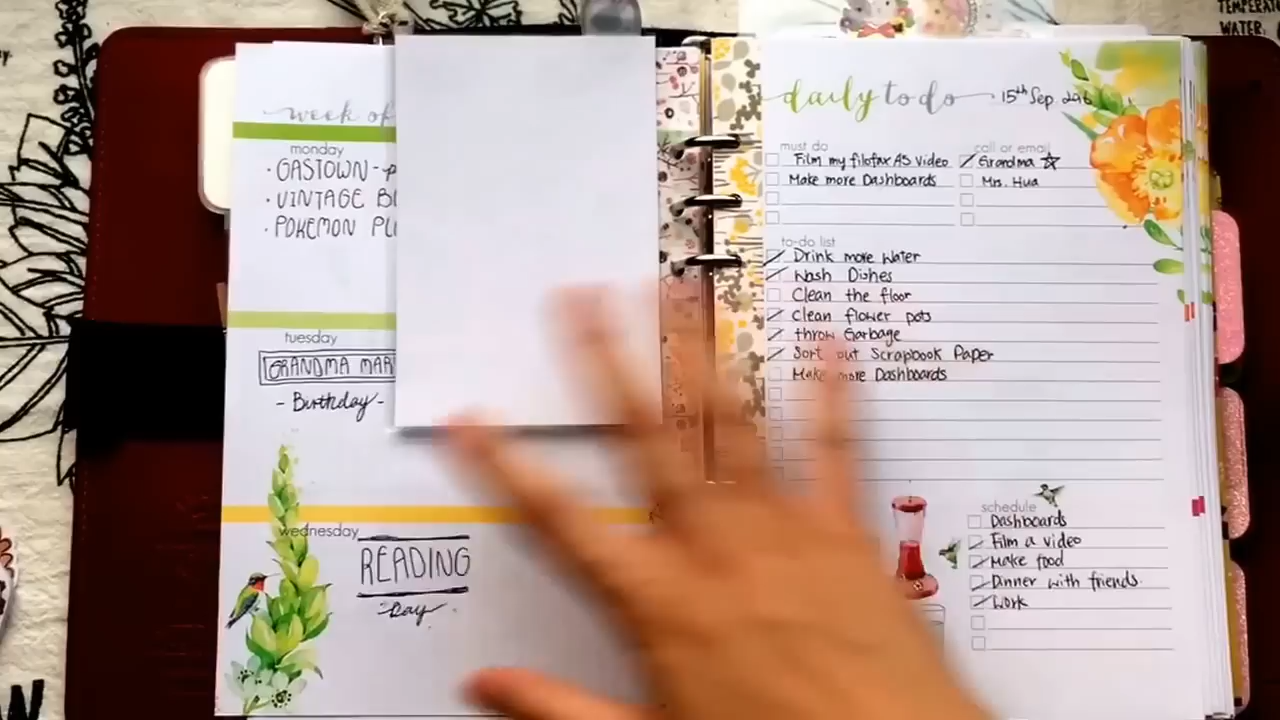 week of
monday
· GASTOWN - P
· VINTAGE BL
· POKEMON PL
tuesday
GRANDMA MAR
- Birthday -
wednesday
READING
Day
daily to do
15th Sep
must do
Film my filofax A5 video
Make more Dashboards
call or email
Grandma
Mrs. Hua
to-do list
Drink more Water
Wash Dishes
Clean the floor
Clean flower pots
throw Garbage
Sort out Scrapbook Paper
Make more Dashboards
schedule
Dashboards
Film a video
Make food
Dinner with friends
Work
TEMPERAT
WATER:
W